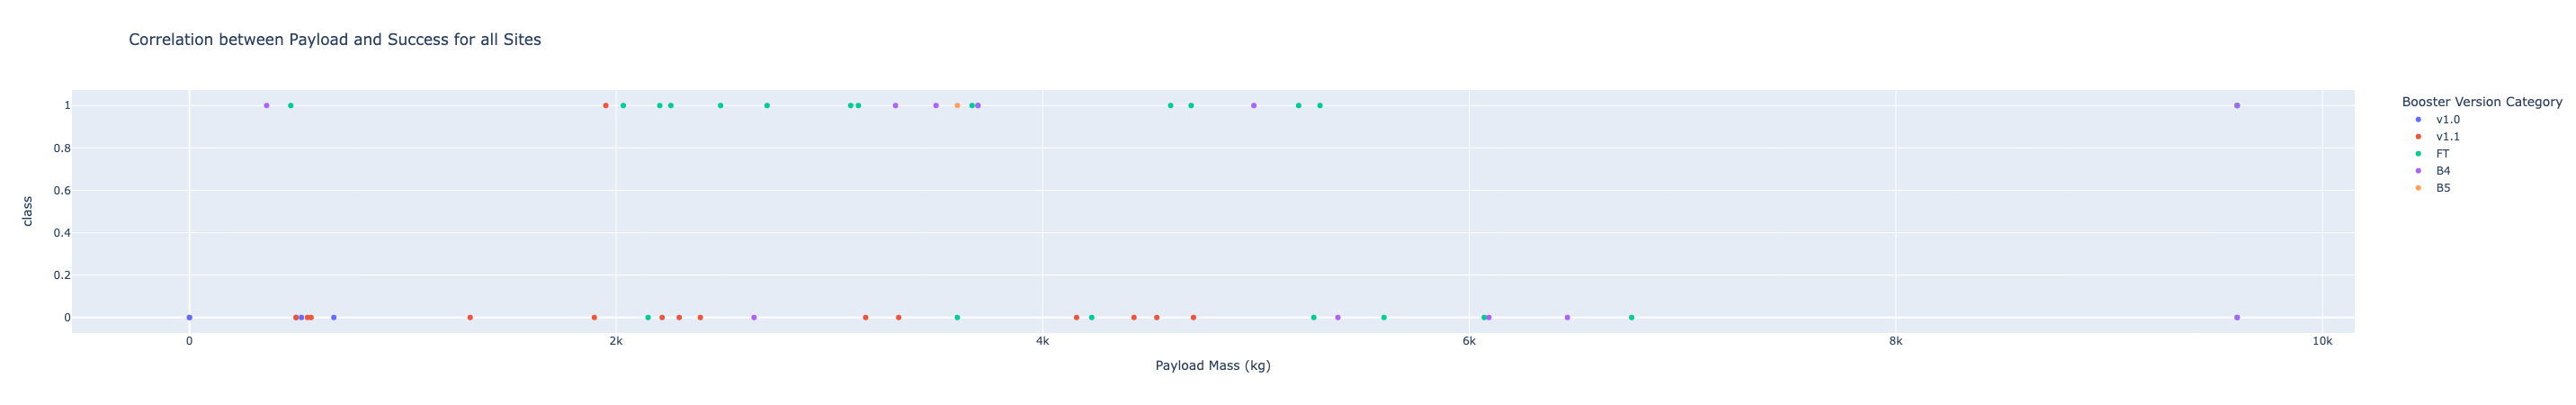 Correlation between Payload and Success for all Sites
Booster Version Category
v1.0
v1.1
FT
B4
B5
class
1
0.8
0.6
0.4
0.2
0
0 2k 4k 6k 8k 10k
Payload Mass (kg)